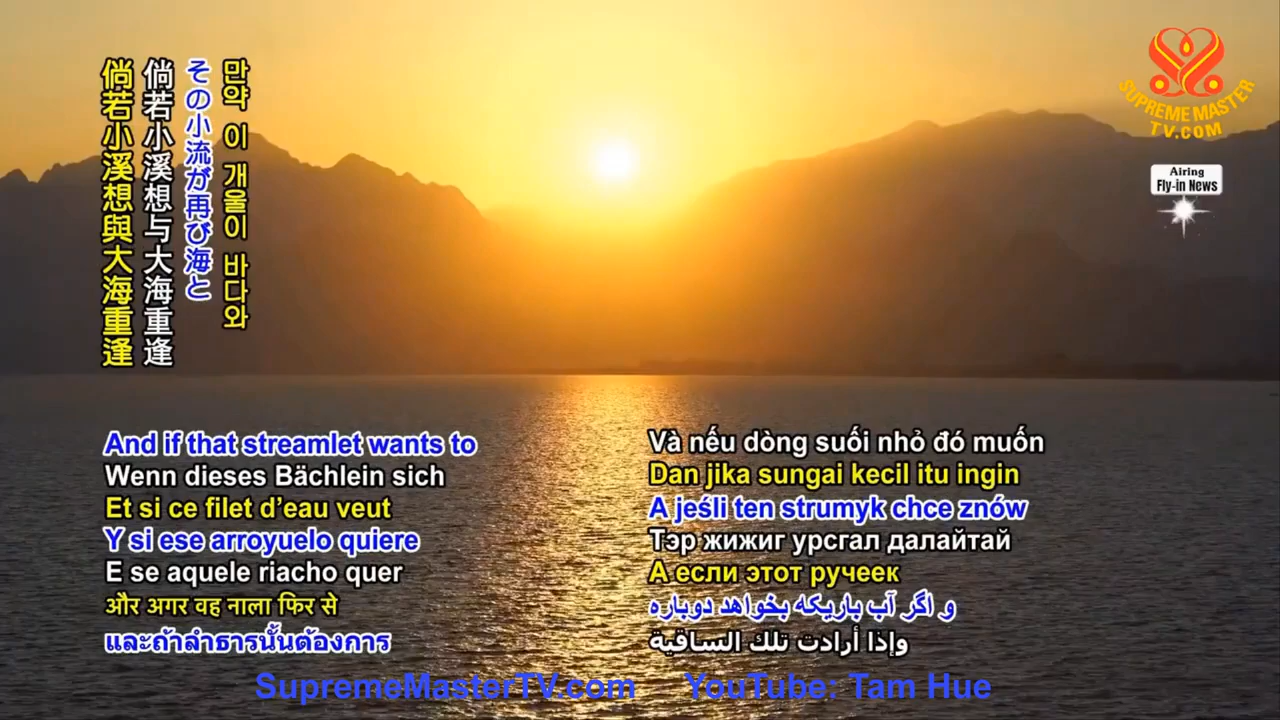 만약 이 개울이 바다와
その小流が再び海と
倘若小溪想与大海重逢
倘若小溪想與大海重逢
SUPREME MASTER
TV.COM
Airing
Fly-in News
And if that streamlet wants to
Wenn dieses Bächlein sich
Et si ce filet d’eau veut
Y si ese arroyuelo quiere
E se aquele riacho quer
और अगर वह नाला फिर से
และถ้าลำธารนั้นต้องการ
Và nếu dòng suối nhỏ đó muốn
Dan jika sungai kecil itu ingin
A jeśli ten strumyk chce znów
Тэр жижиг урсгал далайтай
А если этот ручеек
و اگر آب باریکه بخواهد دوباره
وإذا أرادت تلك الساقية
SupremeMasterTV.com YouTube: Tam Hue